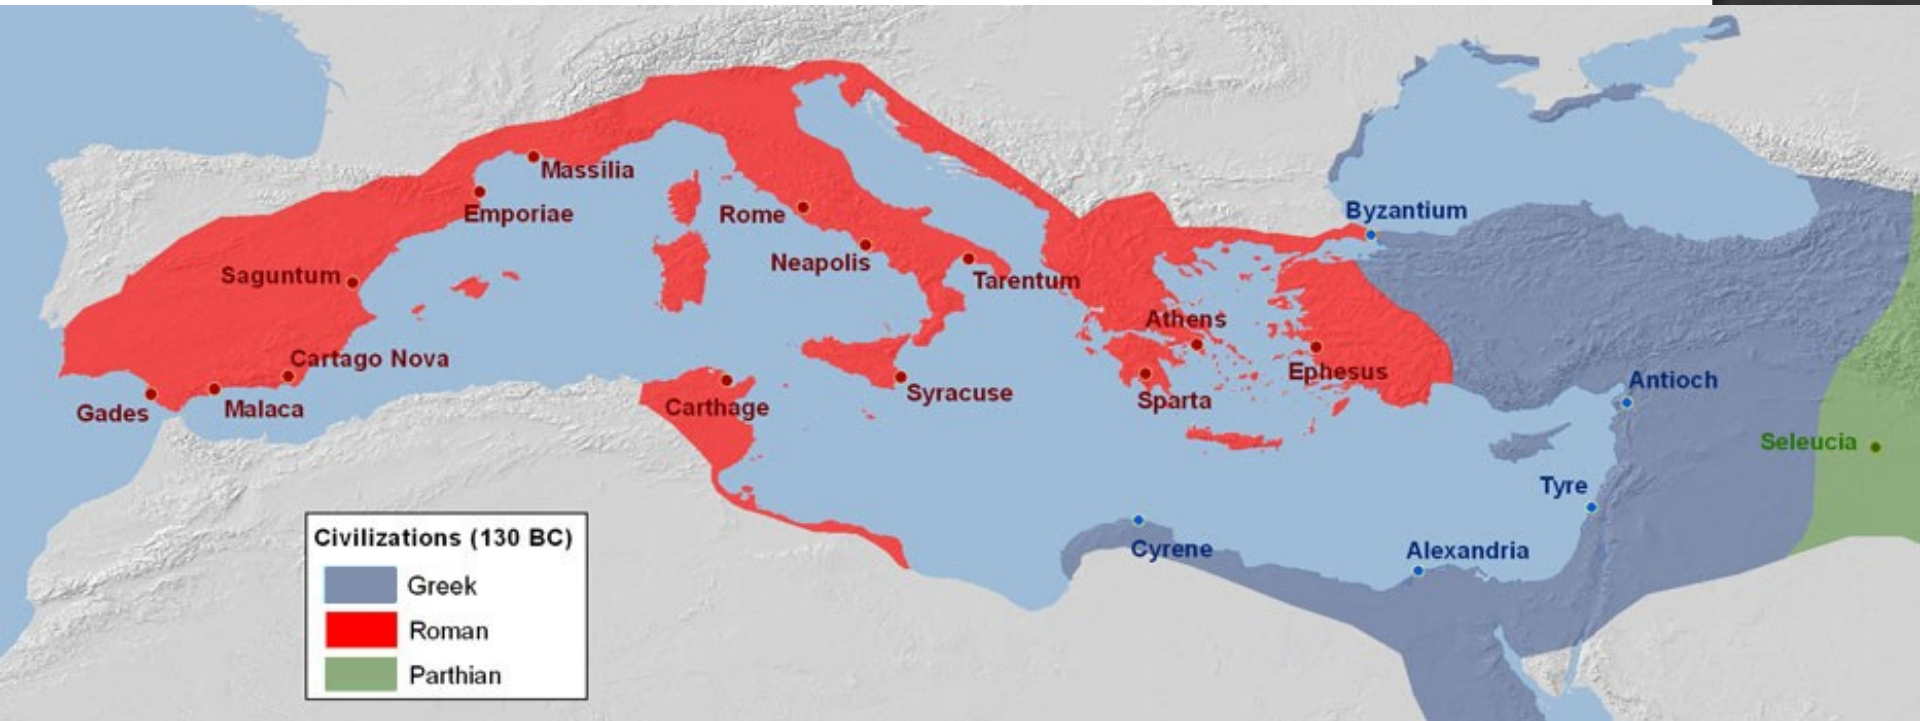 Massilia
Emporiae
Rome
Byzantium
Neapolis
Saguntum
Tarentum
Athens
Cartago Nova
Ephesus
Antioch
Gades
Malaca
Carthage
Syracuse
Sparta
Seleucia
Tyre
Cyrene
Alexandria
Civilizations (130 BC)
Greek
Roman
Parthian